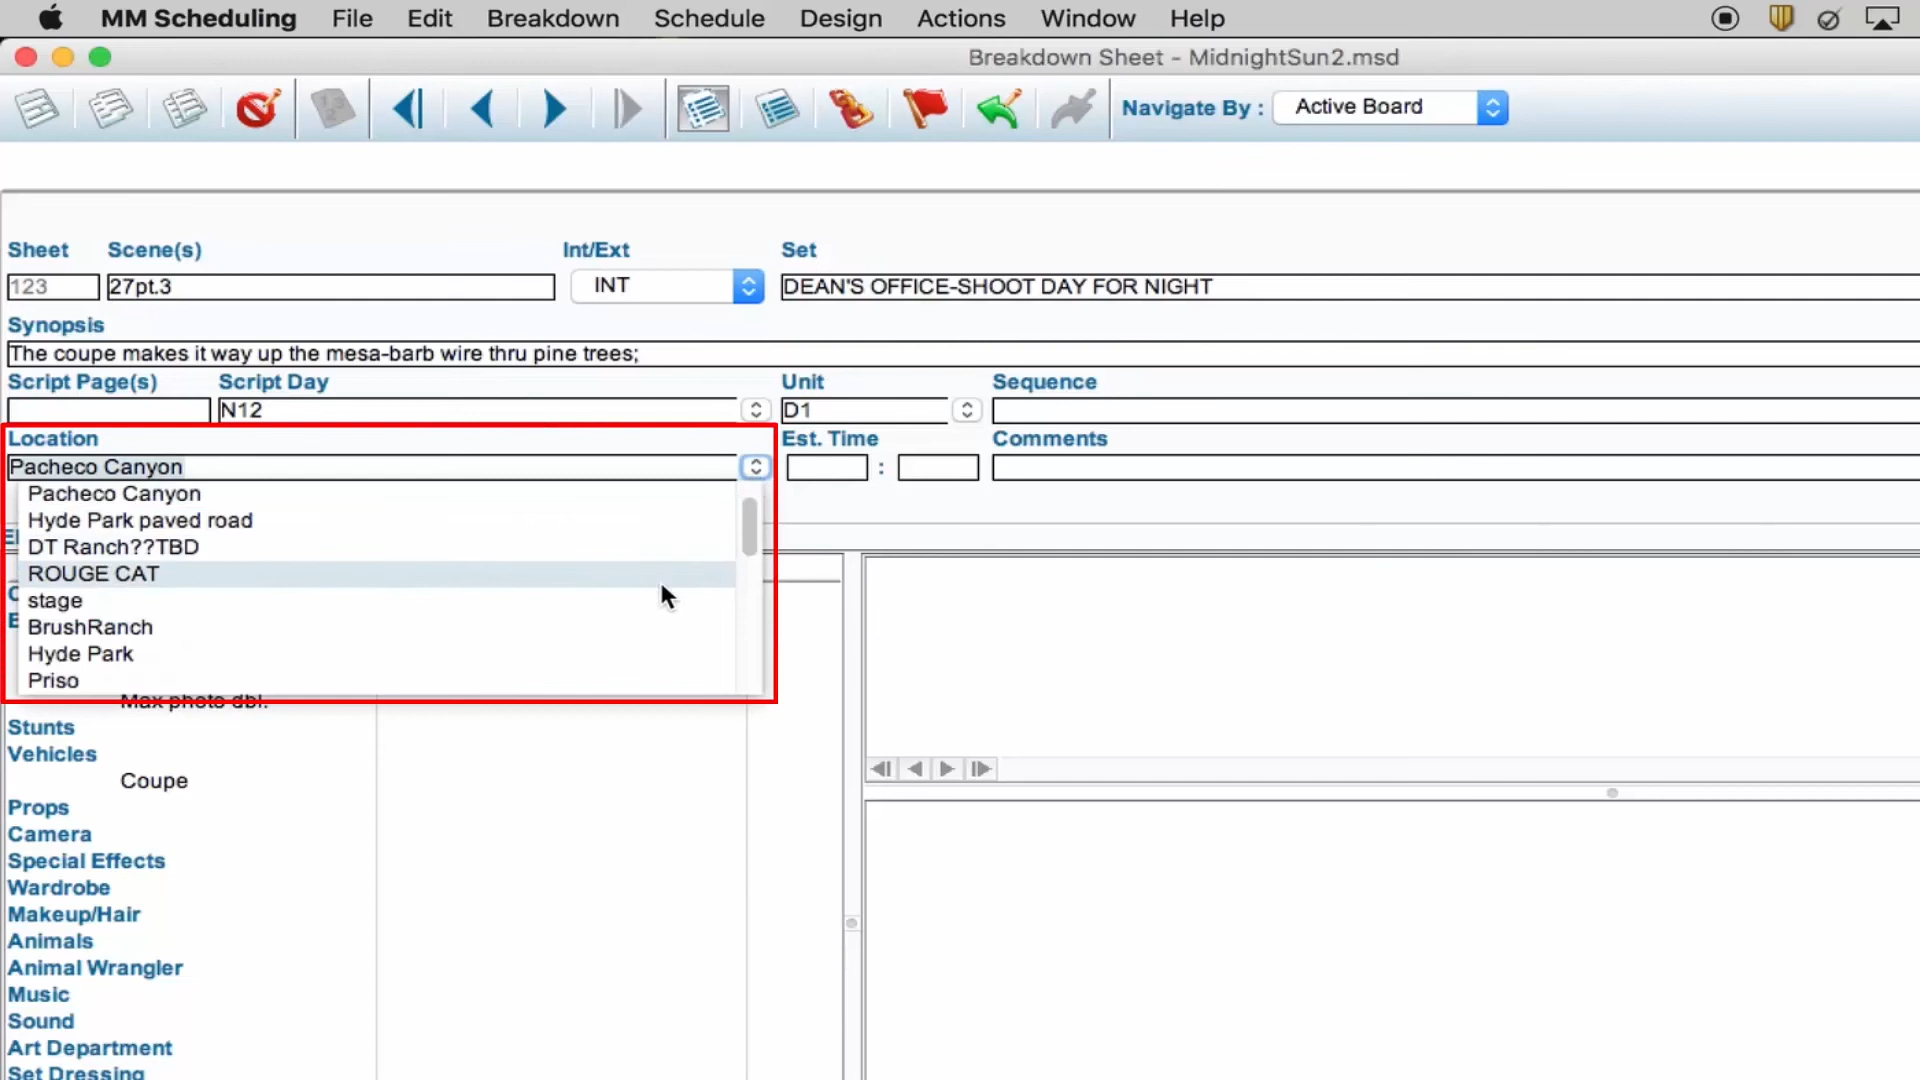 MM Scheduling File Edit Breakdown Schedule Design Actions Window Help
Breakdown Sheet - MidnightSun2.msd
Navigate By : Active Board
Sheet Scene(s) Int/Ext Set
123 27pt.3 INT DEAN'S OFFICE-SHOOT DAY FOR NIGHT
Synopsis
The coupe makes it way up the mesa-barb wire thru pine trees;
Script Page(s) Script Day Unit Sequence
N12 D1
Location Est. Time Comments
Pacheco Canyon :
Pacheco Canyon
Hyde Park paved road
DT Ranch??TBD
ROUGE CAT
stage
BrushRanch
Hyde Park
Priso
Max photo dbl.
Stunts
Vehicles
Coupe
Props
Camera
Special Effects
Wardrobe
Makeup/Hair
Animals
Animal Wrangler
Music
Sound
Art Department
Set Dressing